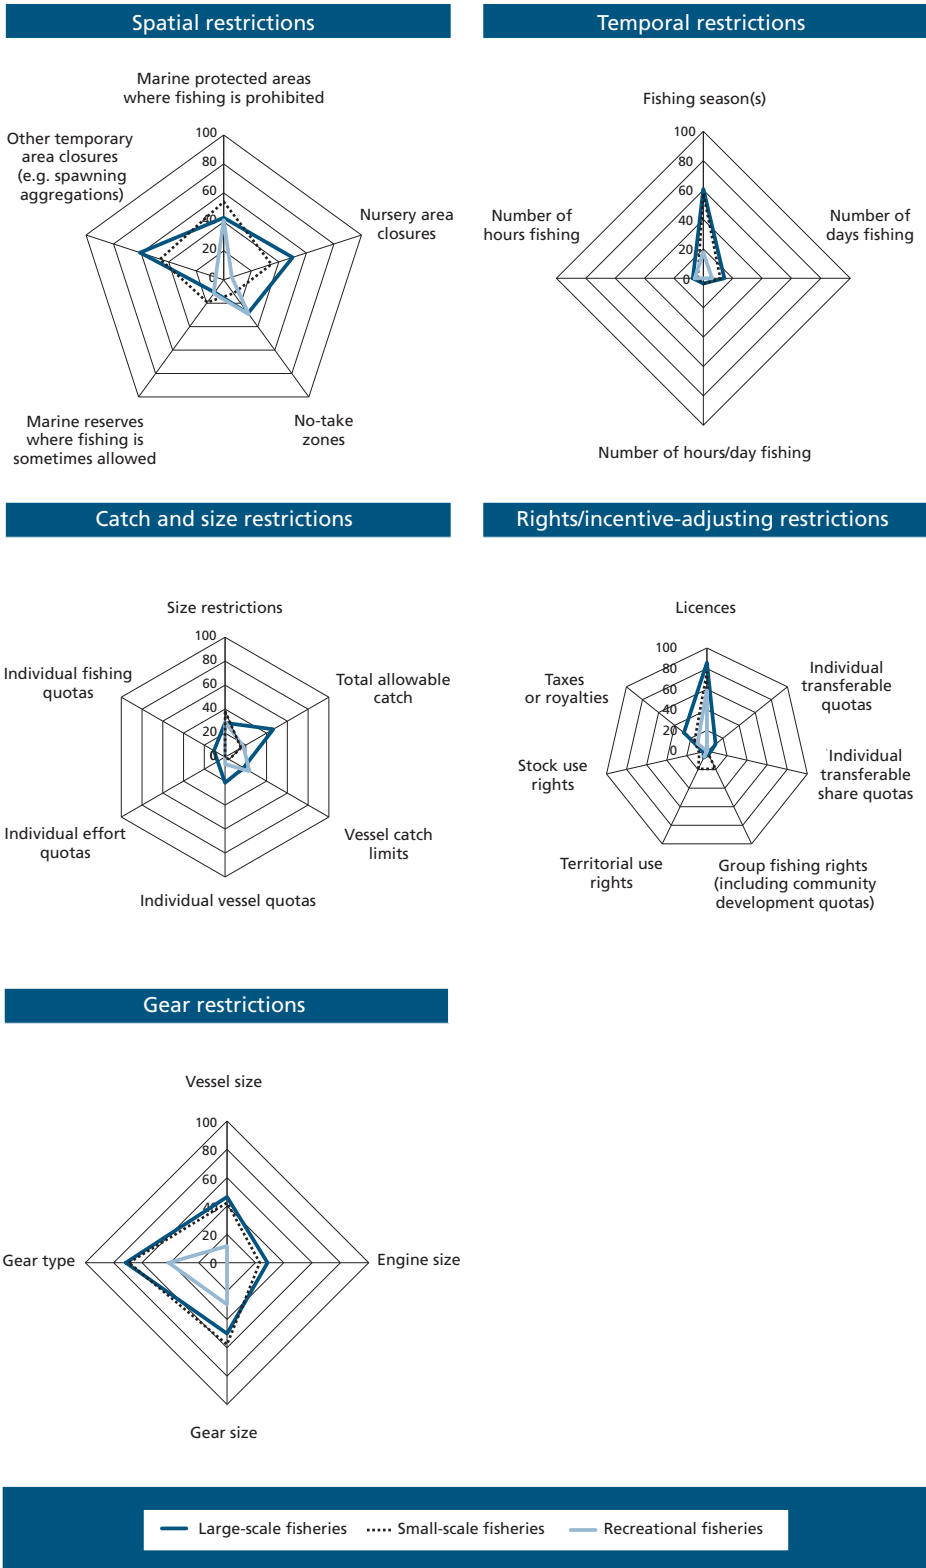 Spatial restrictions
Marine protected areas
where fishing is prohibited
Other temporary
area closures
(e.g. spawning
aggregations)
Nursery area
closures
100
80
60
40
20
0
Marine reserves
where fishing is
sometimes allowed
No-take
zones
Temporal restrictions
Fishing season(s)
Number of
hours fishing
Number of
days fishing
100
80
60
40
20
0
Number of hours/day fishing
Catch and size restrictions
Size restrictions
Individual fishing
quotas
Total allowable
catch
100
80
60
40
20
0
Individual effort
quotas
Vessel catch
limits
Individual vessel quotas
Rights/incentive-adjusting restrictions
Licences
Taxes
or royalties
Individual
transferable
quotas
100
80
60
40
20
0
Stock use
rights
Individual
transferable
share quotas
Territorial use
rights
Group fishing rights
(including community
development quotas)
Gear restrictions
Vessel size
100
80
60
40
20
0
Gear type
Engine size
Gear size
Large-scale fisheries
Small-scale fisheries
Recreational fisheries